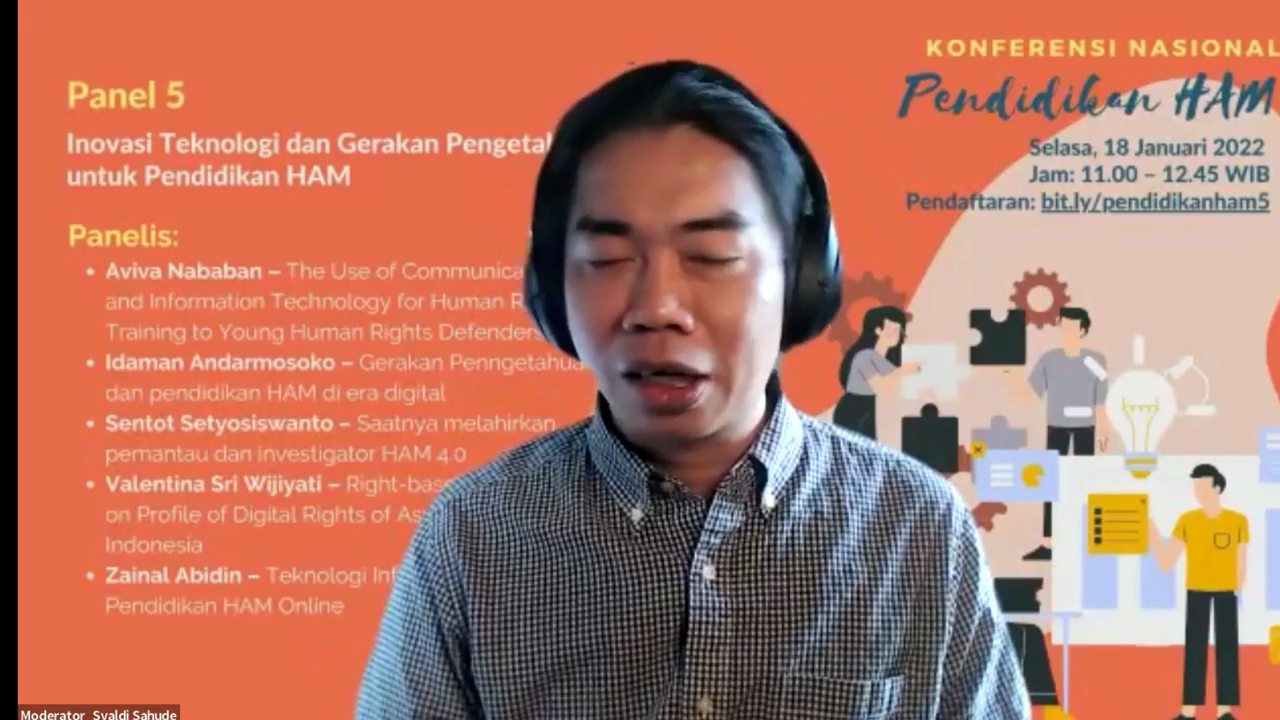 Panel 5
Inovasi Teknologi dan Gerakan Pengetal
untuk Pendidikan HAM
Panelis:
• Aviva Nababan – The Use of Communica
and Information Technology for Human R
Training to Young Human Rights Defenders
• Idaman Andarmosoko – Gerakan Penngetahua
dan pendidikan HAM di era digital
• Sentot Setyosiswanto – Saatnya melahirkan
pemantau dan investigator HAM 4.0
• Valentina Sri Wijiyati – Right-base
on Profile of Digital Rights of As
Indonesia
• Zainal Abidin – Teknologi Inf
Pendidikan HAM Online
KONFERENSI NASIONAL
Pendidikan HAM
Selasa, 18 Januari 2022
Jam: 11.00 – 12.45 WIB
Pendaftaran: bit.ly/pendidikanham5
Moderator_Syaldi Sahude